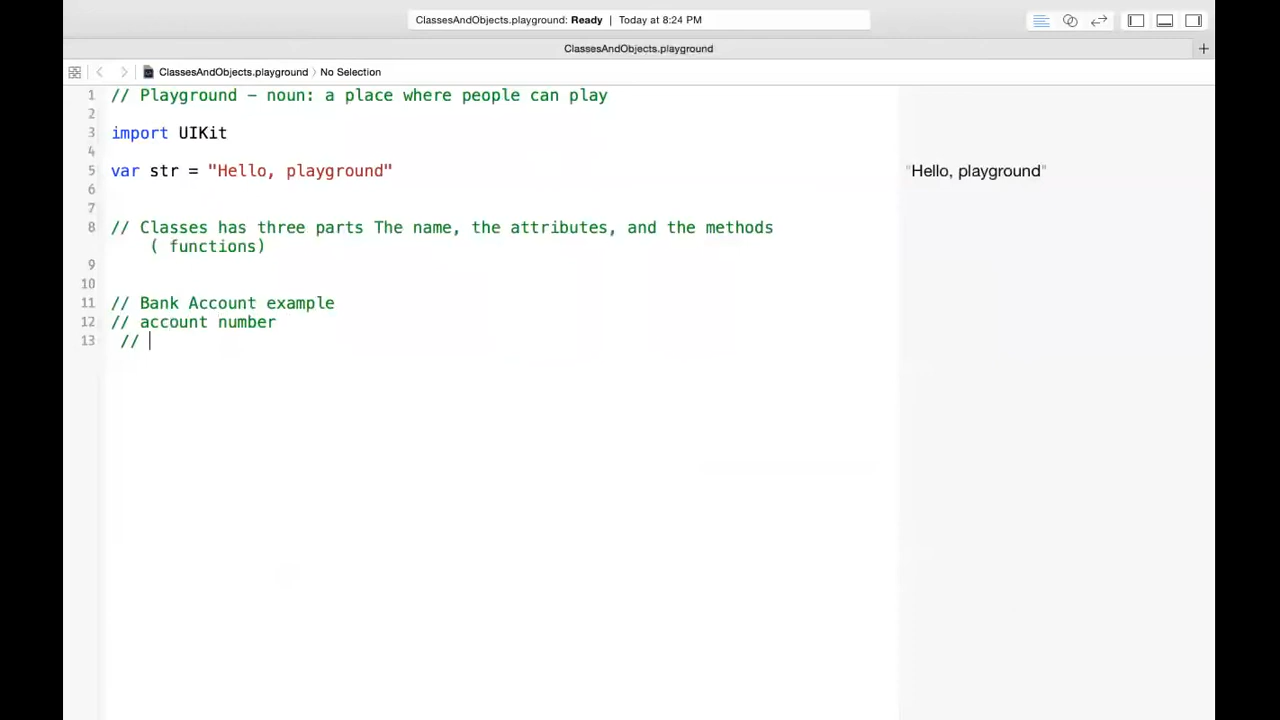 ClassesAndObjects.playground: Ready | Today at 8:24 PM
ClassesAndObjects.playground
+
ClassesAndObjects.playground 〉 No Selection
1 // Playground – noun: a place where people can play
2
3 import UIKit
4
5 var str = "Hello, playground" "Hello, playground"
6
7
8 // Classes has three parts The name, the attributes, and the methods
( functions)
9
10
11 // Bank Account example
12 // account number
13 //